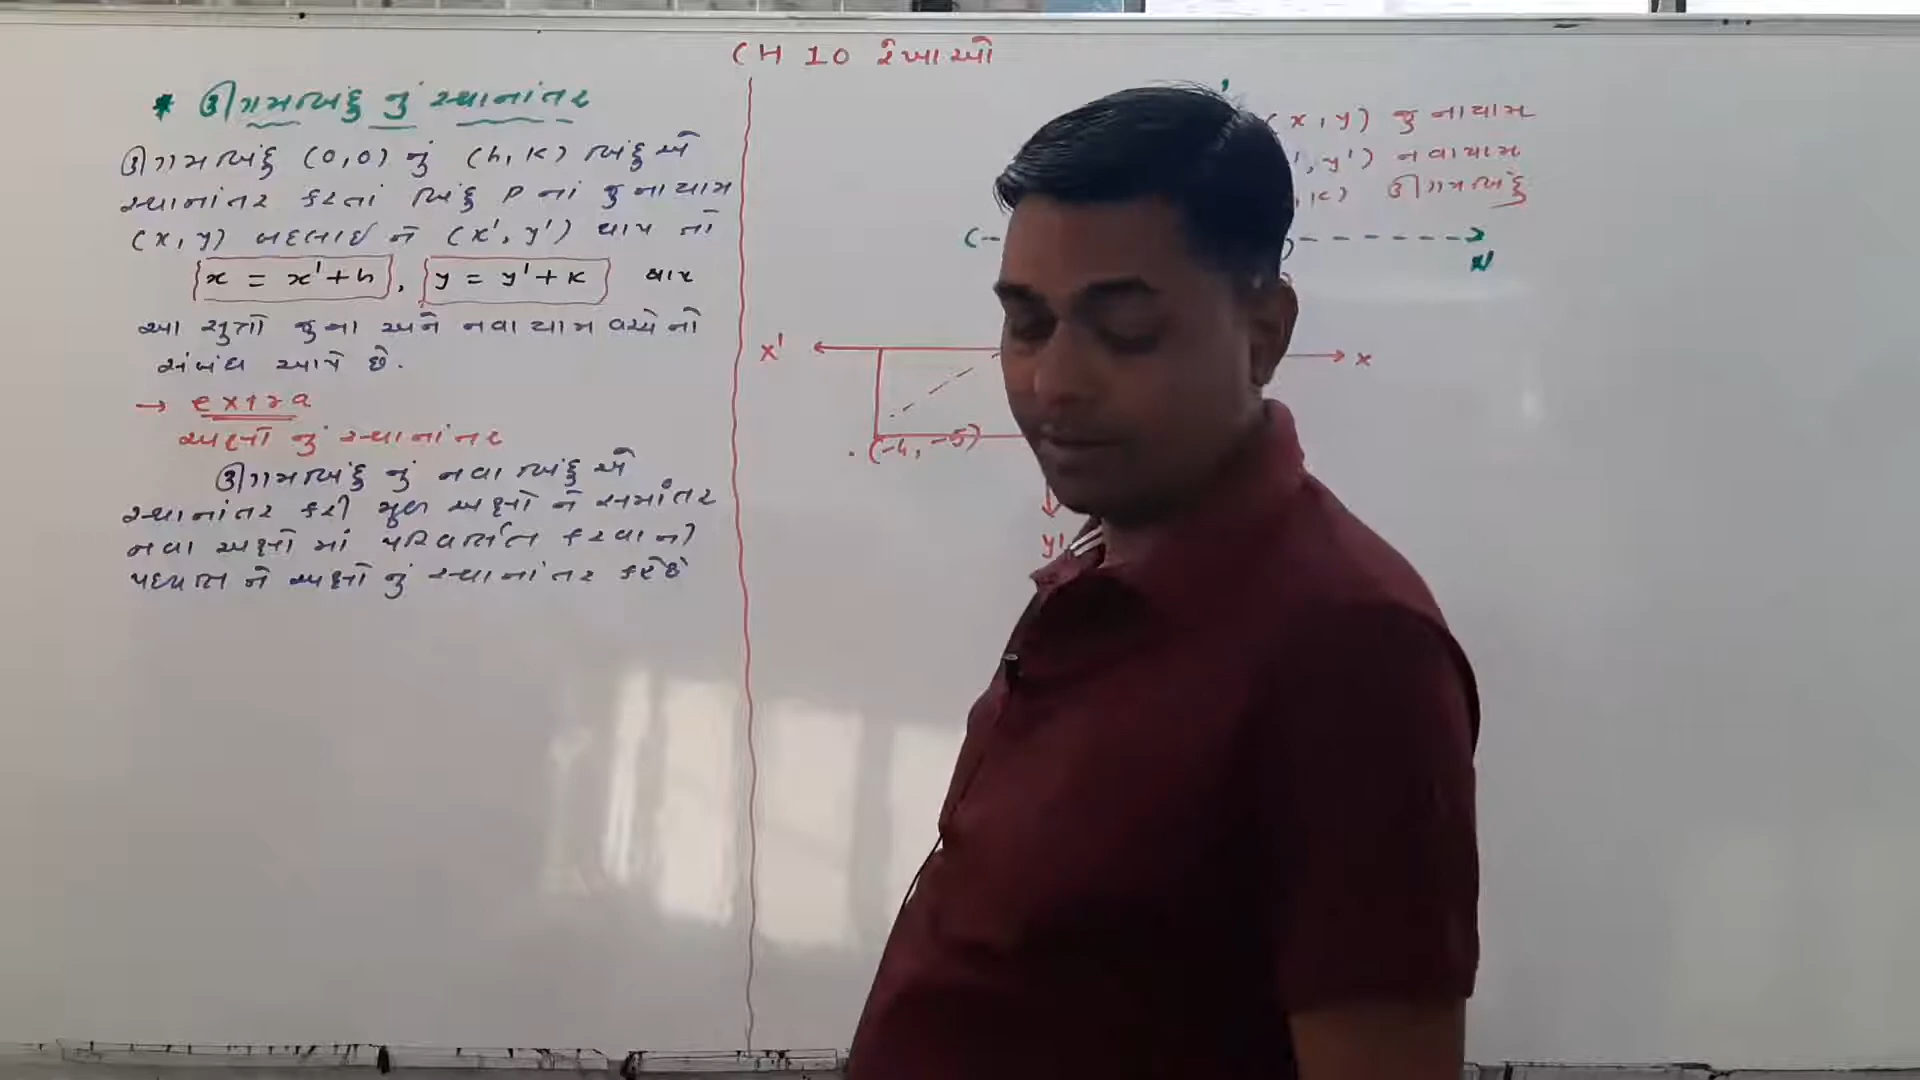 CH 10 રેખાઓ
* ઊગમબિંદુ નું સ્થાનાંતર
ઊગમબિંદુ (0,0) નું (h, k) બિંદુએ
સ્થાનાંતર કરતાં બિંદુ P નાં જુનાયામ
(x, y) બદલાઈ ને (x', y') થાય તો
x = x' + h , y = y' + k થાય
આ સુત્રો જુના અને નવા યામ વચ્ચે નો
સંબંધ આપે છે.
→ extra
અક્ષો નું સ્થાનાંતર
ઊગમબિંદુ નું નવા બિંદુ એ
સ્થાનાંતર કરી મુળ અક્ષો ને સમાંતર
નવા અક્ષો માં પરિવર્તિત કરવાની
પધ્ધતિ ને અક્ષો નું સ્થાનાંતર કહે છે
(x, y) જુનાયામ
', y') નવાયામ
, k) ઊગમબિંદુ
x'
x
x'
(-4, -5)
y'